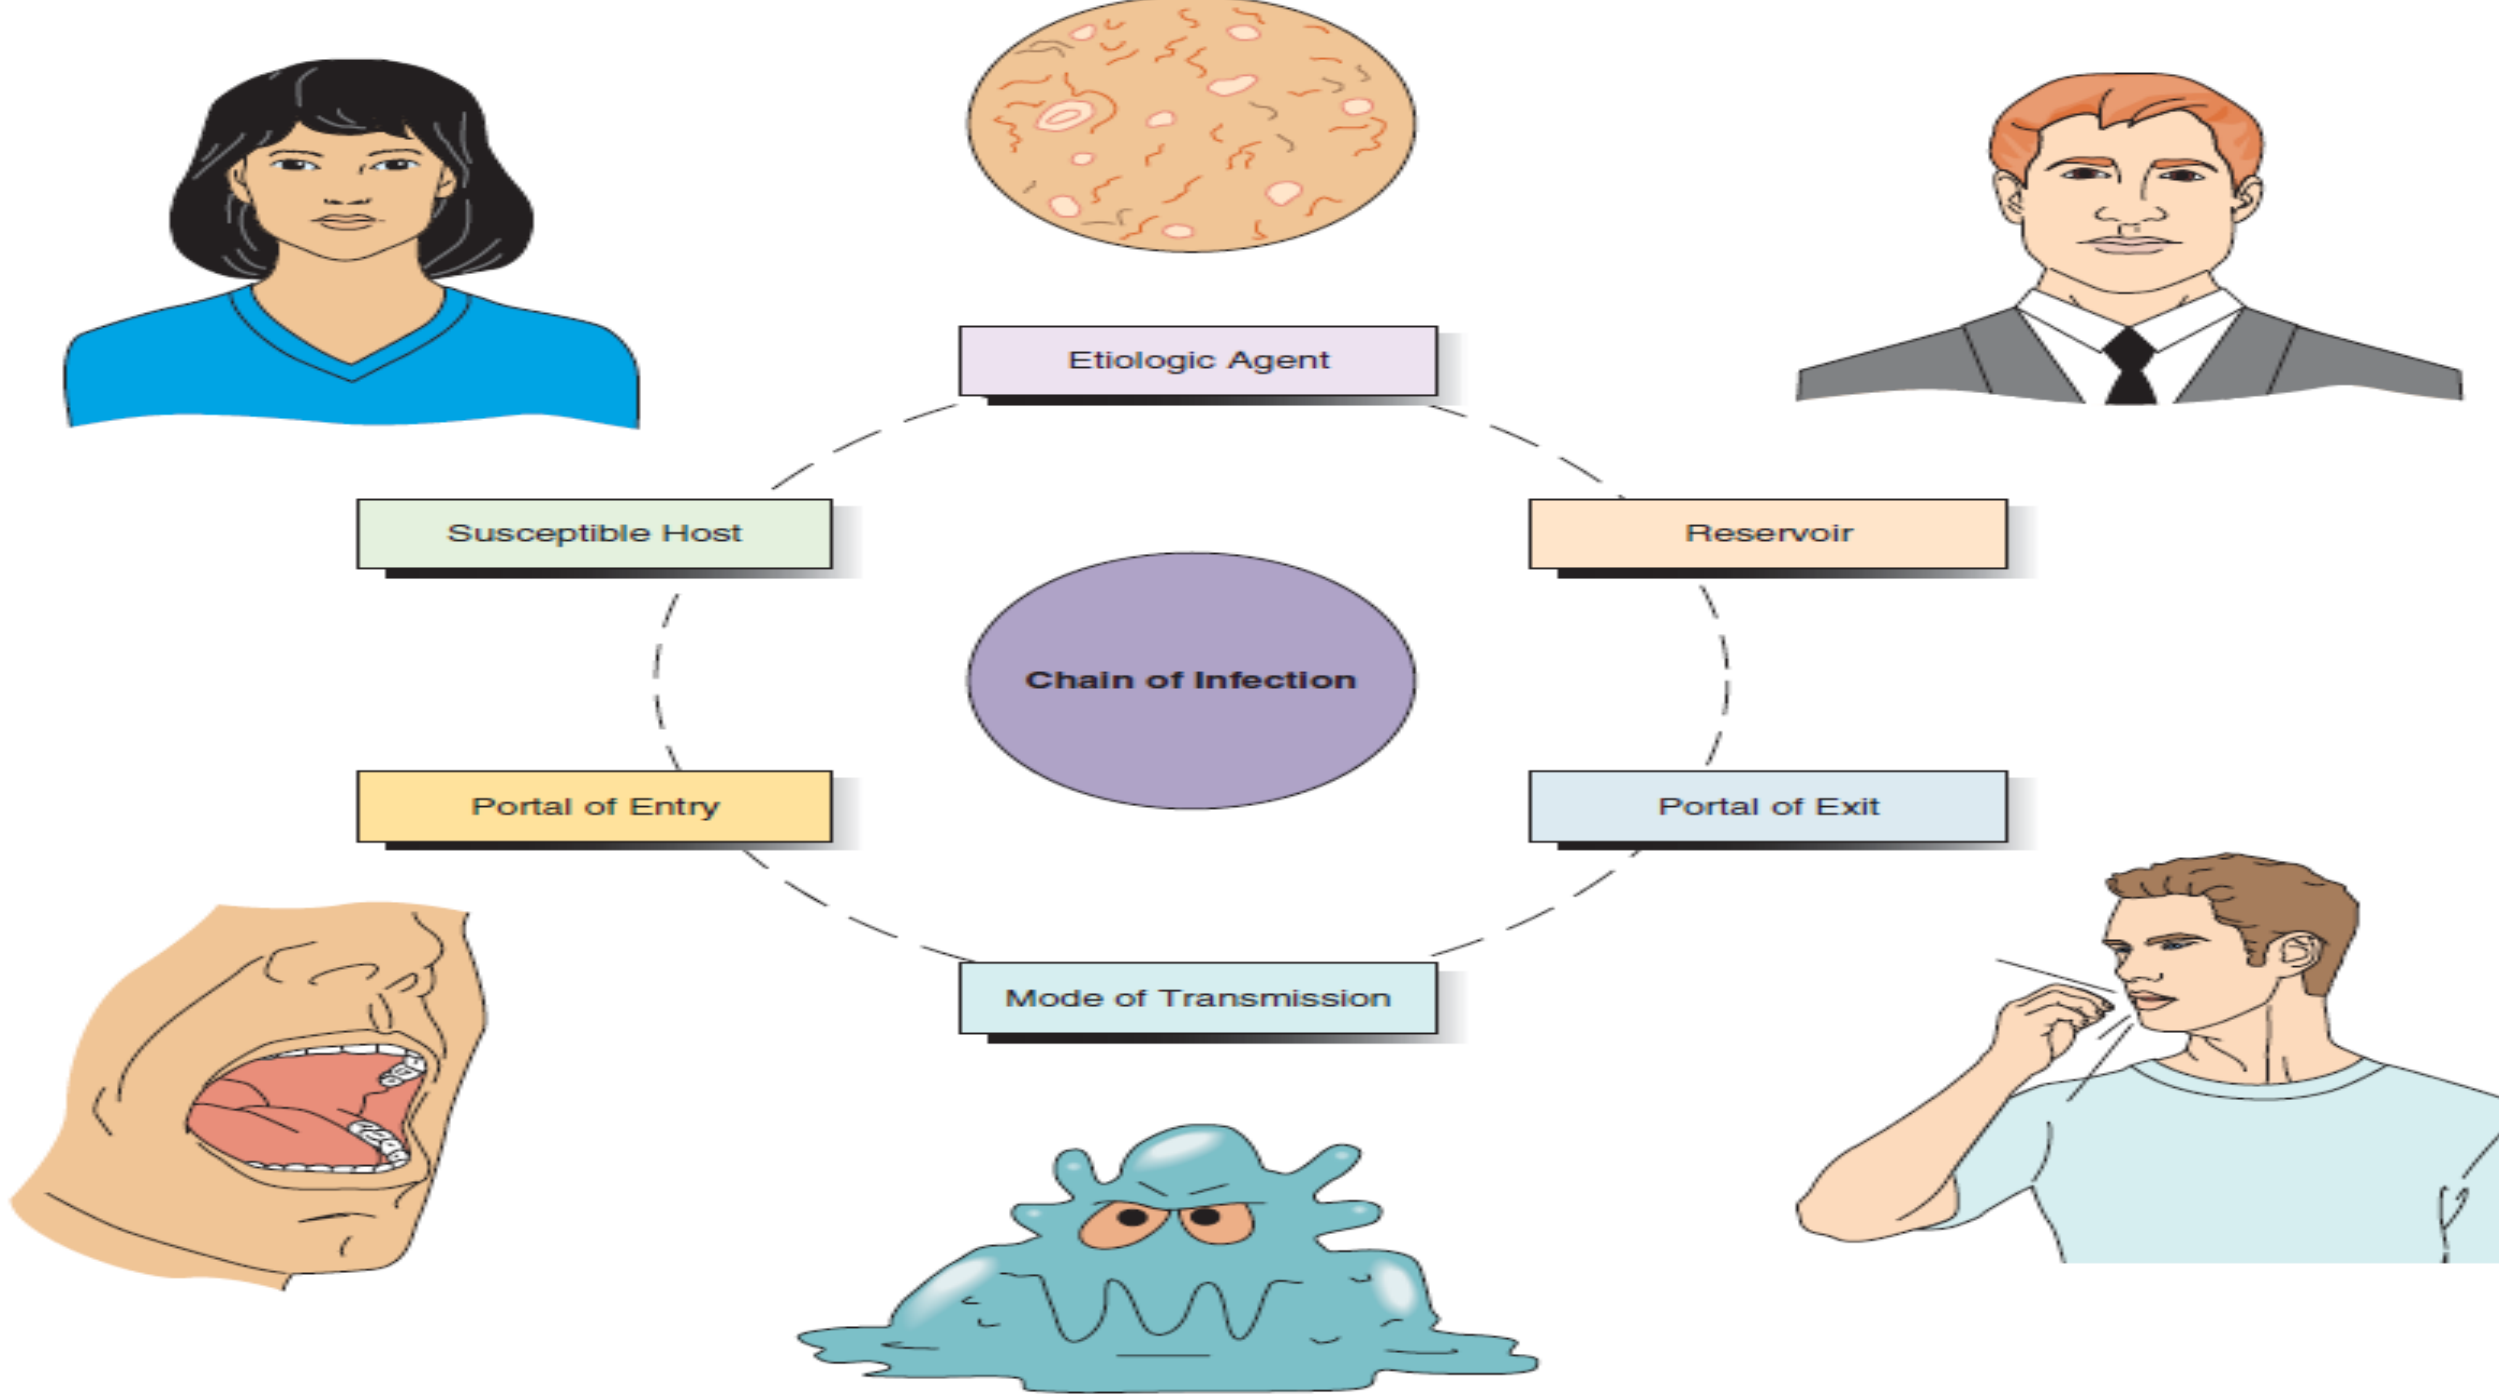 Etiologic Agent
Susceptible Host
Reservoir
Chain of Infection
Portal of Entry
Portal of Exit
Mode of Transmission